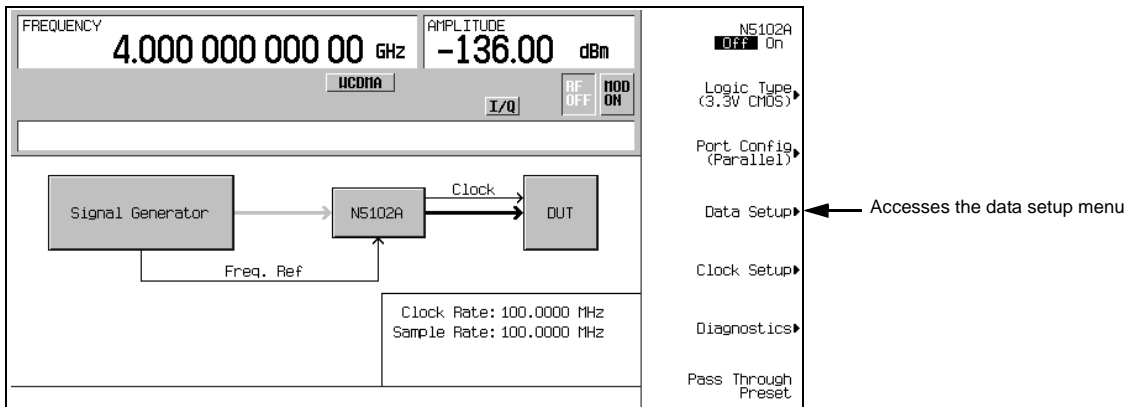 FREQUENCY
4.000 000 000 00 GHz
AMPLITUDE
-136.00 dBm
WCDMA
I/Q
RF OFF
MOD ON
Signal Generator
N5102A
Clock
DUT
Freq. Ref
Clock Rate: 100.0000 MHz
Sample Rate: 100.0000 MHz
N5102A
Off On
Logic Type
(3.3V CMOS)
Port Config
(Parallel)
Data Setup
Accesses the data setup menu
Clock Setup
Diagnostics
Pass Through
Preset